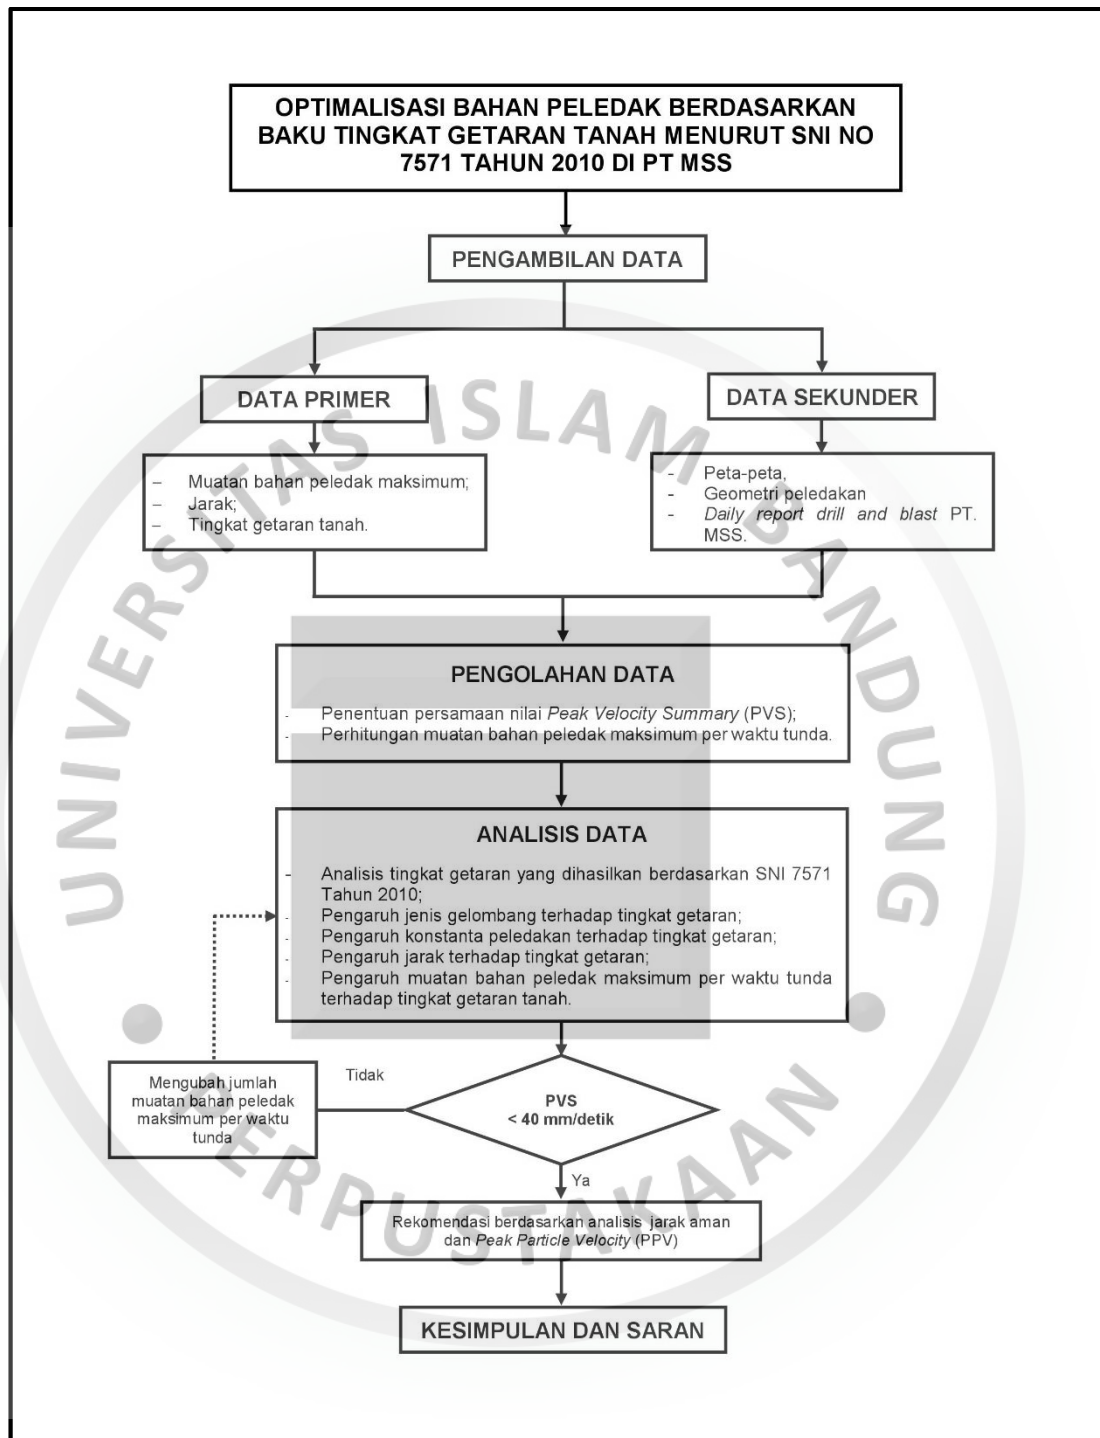 OPTIMALISASI BAHAN PELEDAK BERDASARKAN
BAKU TINGKAT GETARAN TANAH MENURUT SNI NO
7571 TAHUN 2010 DI PT MSS
PENGAMBILAN DATA
DATA PRIMER
DATA SEKUNDER
– Muatan bahan peledak maksimum;
– Jarak;
– Tingkat getaran tanah.
- Peta-peta,
- Geometri peledakan
- Daily report drill and blast PT.
MSS.
PENGOLAHAN DATA
- Penentuan persamaan nilai Peak Velocity Summary (PVS);
- Perhitungan muatan bahan peledak maksimum per waktu tunda.
ANALISIS DATA
- Analisis tingkat getaran yang dihasilkan berdasarkan SNI 7571
Tahun 2010;
- Pengaruh jenis gelombang terhadap tingkat getaran;
- Pengaruh konstanta peledakan terhadap tingkat getaran;
- Pengaruh jarak terhadap tingkat getaran;
- Pengaruh muatan bahan peledak maksimum per waktu tunda
terhadap tingkat getaran tanah.
Mengubah jumlah
muatan bahan peledak
maksimum per waktu
tunda
Tidak
PVS
< 40 mm/detik
Ya
Rekomendasi berdasarkan analisis jarak aman
dan Peak Particle Velocity (PPV)
KESIMPULAN DAN SARAN
UNIVERSITAS ISLAM BANDUNG
PERPUSTAKAAN